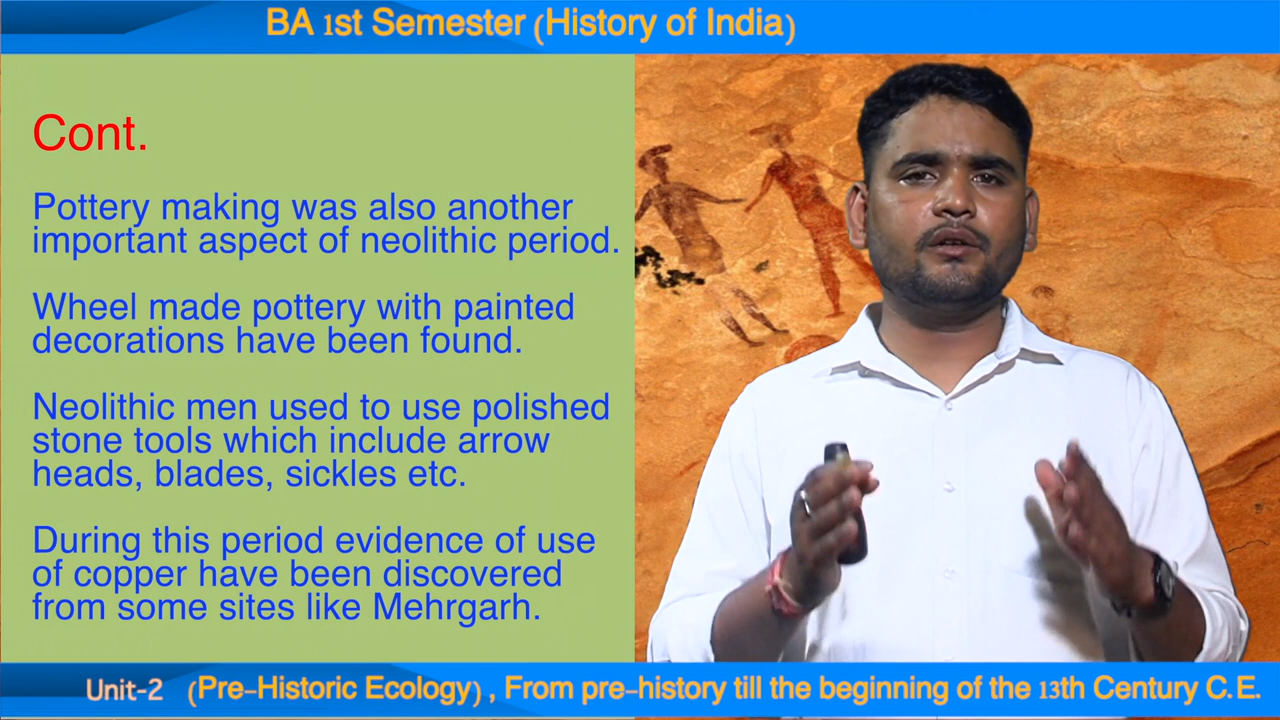 BA 1st Semester (History of India)
Cont.
Pottery making was also another
important aspect of neolithic period.
Wheel made pottery with painted
decorations have been found.
Neolithic men used to use polished
stone tools which include arrow
heads, blades, sickles etc.
During this period evidence of use
of copper have been discovered
from some sites like Mehrgarh.
Unit-2 (Pre-Historic Ecology) , From pre-history till the beginning of the 13th Century C.E.